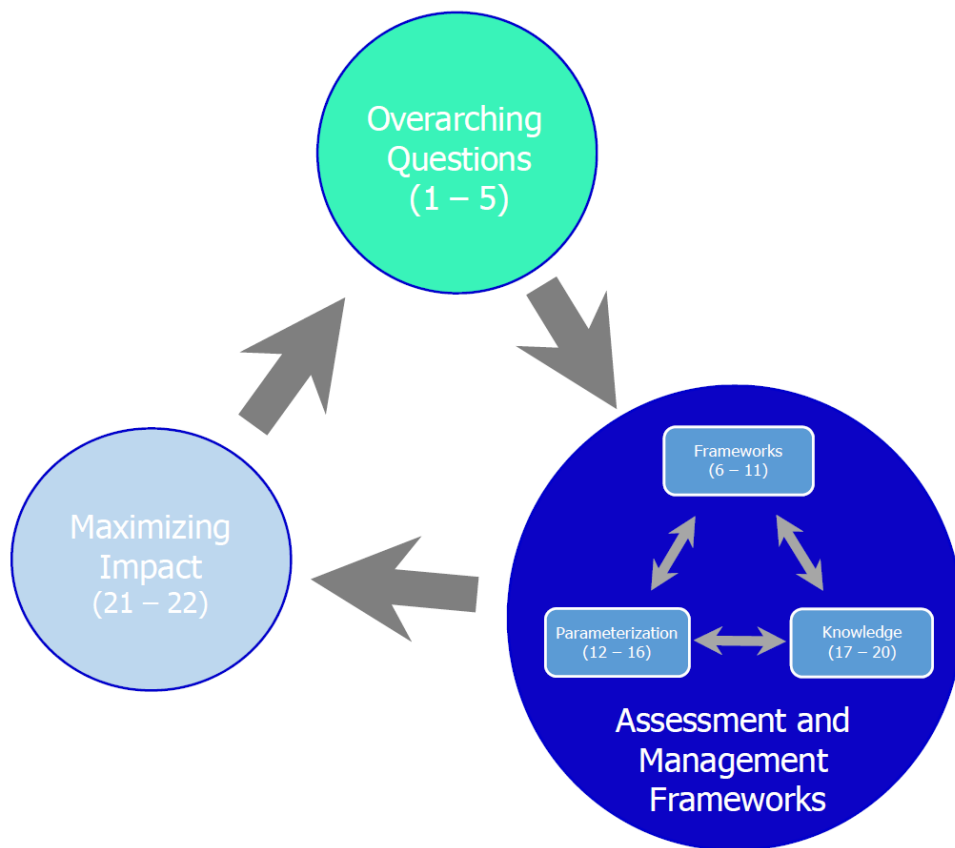 Overarching
Questions
(1 – 5)
Frameworks
(6 – 11)
Parameterization
(12 – 16)
Knowledge
(17 – 20)
Assessment and
Management
Frameworks
Maximizing
Impact
(21 – 22)